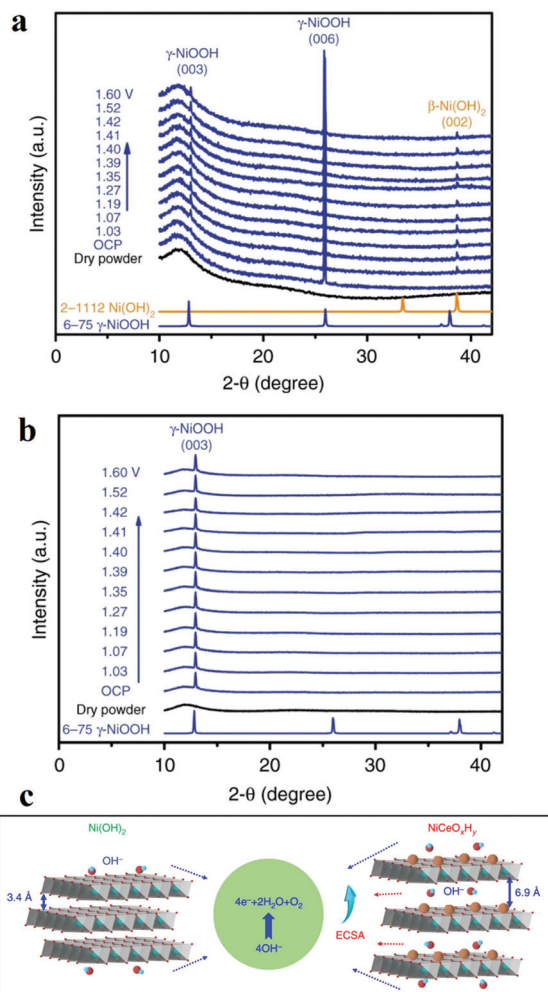 a
γ-NiOOH
(003)
γ-NiOOH
(006)
β-Ni(OH)₂
(002)
Intensity (a.u.)
1.60 V
1.52
1.42
1.41
1.40
1.39
1.35
1.27
1.19
1.07
1.03
OCP
Dry powder
2–1112 Ni(OH)₂
6–75 γ-NiOOH
0
10
20
30
40
2-θ (degree)
b
γ-NiOOH
(003)
Intensity (a.u.)
1.60 V
1.52
1.42
1.41
1.40
1.39
1.35
1.27
1.19
1.07
1.03
OCP
Dry powder
6–75 γ-NiOOH
0
10
20
30
40
2-θ (degree)
c
Ni(OH)₂
NiCeOₓHᵧ
OH⁻
3.4 Å
4e⁻+2H₂O+O₂
4OH⁻
ECSA
OH⁻
6.9 Å